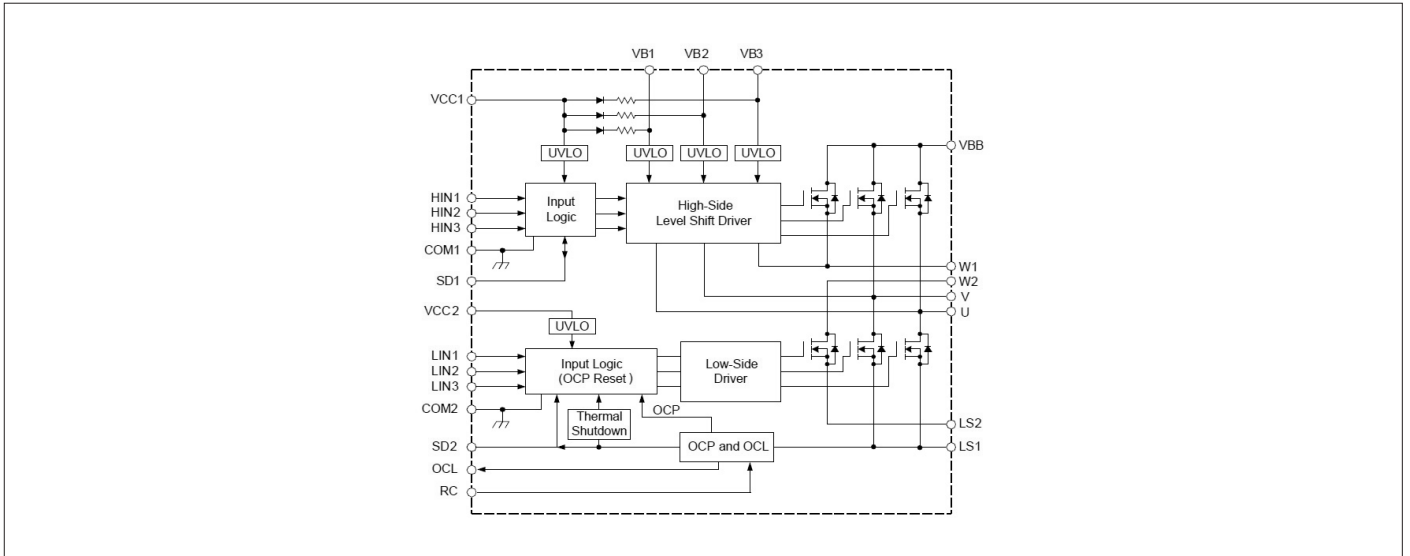 VB1 VB2 VB3
VCC1
UVLO UVLO UVLO UVLO
VBB
HIN1
HIN2
HIN3
Input
Logic
High-Side
Level Shift Driver
COM1
SD1
W1
W2
V
U
VCC2
UVLO
LIN1
LIN2
LIN3
Input Logic
(OCP Reset )
Low-Side
Driver
COM2
OCP
Thermal
Shutdown
LS2
SD2
OCP and OCL
LS1
OCL
RC